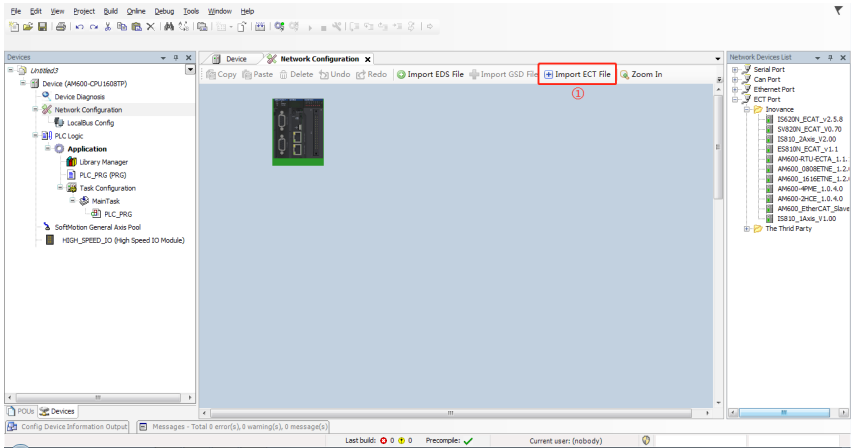 File Edit View Project Build Online Debug Tools Window Help
Devices
Untitled3
Device (AM600-CPU1608TP)
Device Diagnosis
Network Configuration
LocalBus Config
PLC Logic
Application
Library Manager
PLC_PRG (PRG)
Task Configuration
MainTask
PLC_PRG
SoftMotion General Axis Pool
HIGH_SPEED_IO (High Speed IO Module)
POUs Devices
Device Network Configuration x
Copy Paste Delete Undo Redo Import EDS File Import GSD File Import ECT File Zoom In
①
Network Devices List
Serial Port
Can Port
Ethernet Port
ECT Port
Inovance
IS620N_ECAT_v2.5.8
SV820N_ECAT_V0.70
IS810_2Axis_V2.00
ES810N_ECAT_v1.1
AM600-RTU-ECTA_1.1.
AM600_0808ETNE_1.2.
AM600_1616ETNE_1.2.
AM600-4PME_1.0.4.0
AM600-2HCE_1.0.4.0
AM600_EtherCAT_Slave
IS810_1Axis_V1.00
The Thrid Party
Config Device Information Output Messages - Total 0 error(s), 0 warning(s), 0 message(s)
Last build: 0 0 Precompile: Current user: (nobody)